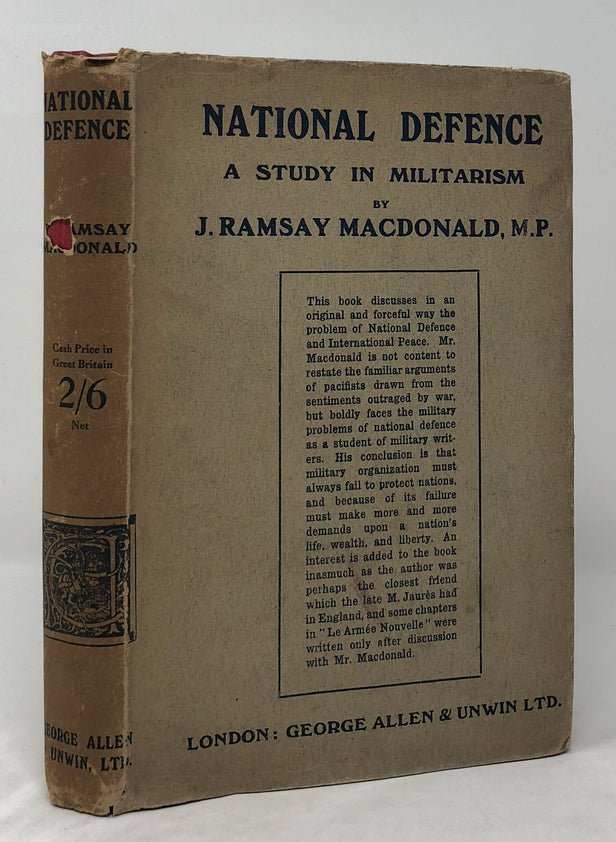 NATIONAL
DEFENCE
RAMSAY
MACDONALD
Cash Price in
Great Britain
2/6
Net
GEORGE ALLEN
& UNWIN, LTD.
NATIONAL DEFENCE
A STUDY IN MILITARISM
BY
J. RAMSAY MACDONALD, M.P.
This book discusses in an
original and forceful way the
problem of National Defence
and International Peace. Mr.
Macdonald is not content to
restate the familiar arguments
of pacifists drawn from the
sentiments outraged by war,
but boldly faces the military
problems of national defence
as a student of military writ-
ers. His conclusion is that
military organization must
always fail to protect nations,
and because of its failure
must make more and more
demands upon a nation's
life, wealth, and liberty. An
interest is added to the book
inasmuch as the author was
perhaps the closest friend
which the late M. Jaurès had
in England, and some chapters
in "Le Armée Nouvelle" were
written only after discussion
with Mr. Macdonald.
LONDON: GEORGE ALLEN & UNWIN LTD.